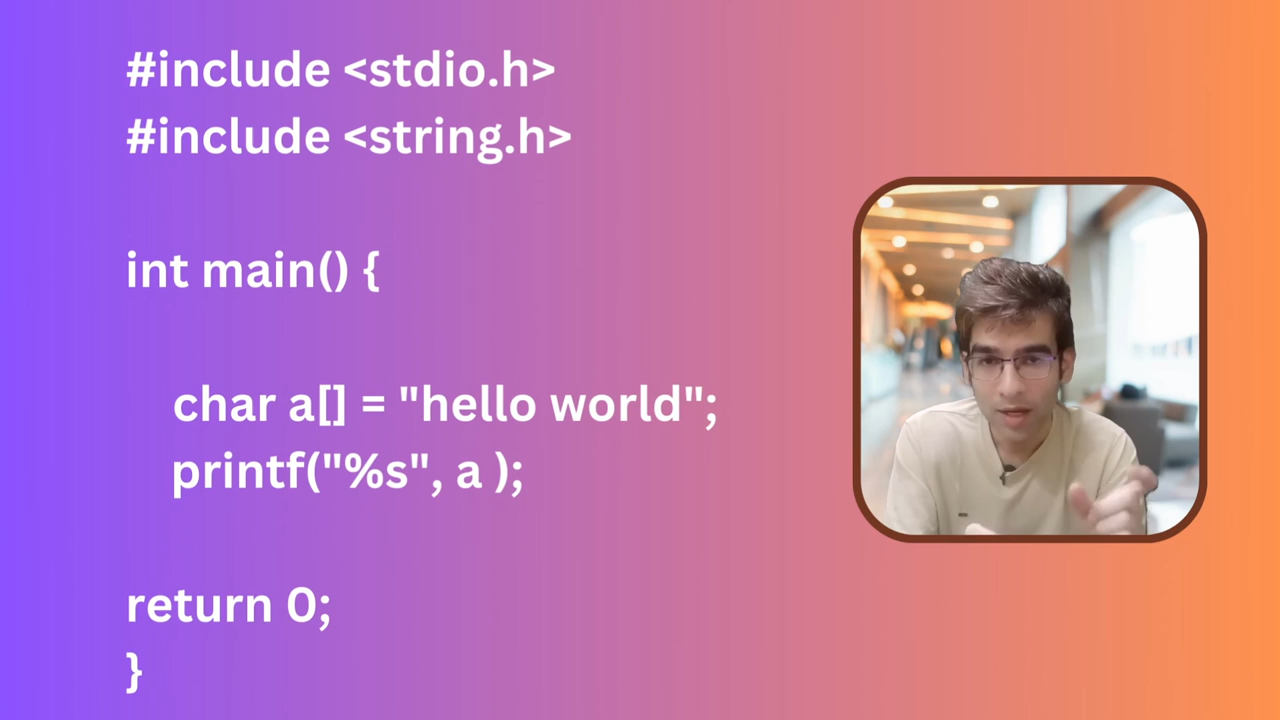 #include <stdio.h>
#include <string.h>
int main() {
char a[] = "hello world";
printf("%s", a );
return 0;
}